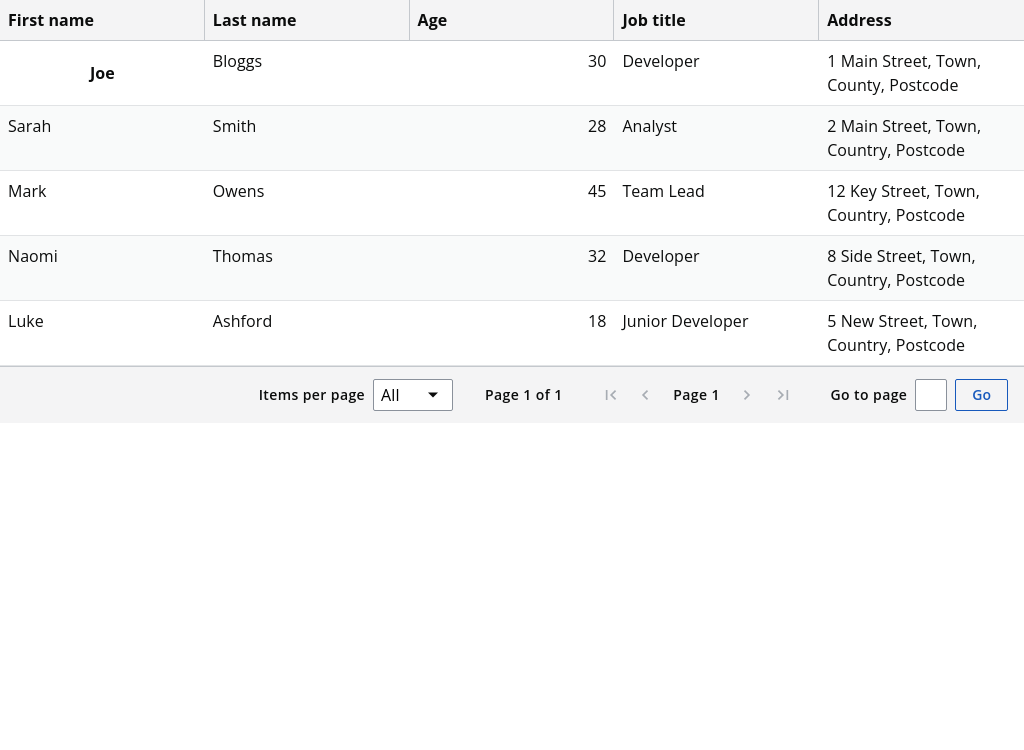 First name Last name Age Job title Address
Joe Bloggs 30 Developer 1 Main Street, Town,
County, Postcode
Sarah Smith 28 Analyst 2 Main Street, Town,
Country, Postcode
Mark Owens 45 Team Lead 12 Key Street, Town,
Country, Postcode
Naomi Thomas 32 Developer 8 Side Street, Town,
Country, Postcode
Luke Ashford 18 Junior Developer 5 New Street, Town,
Country, Postcode
Items per page All Page 1 of 1 Page 1 Go to page Go